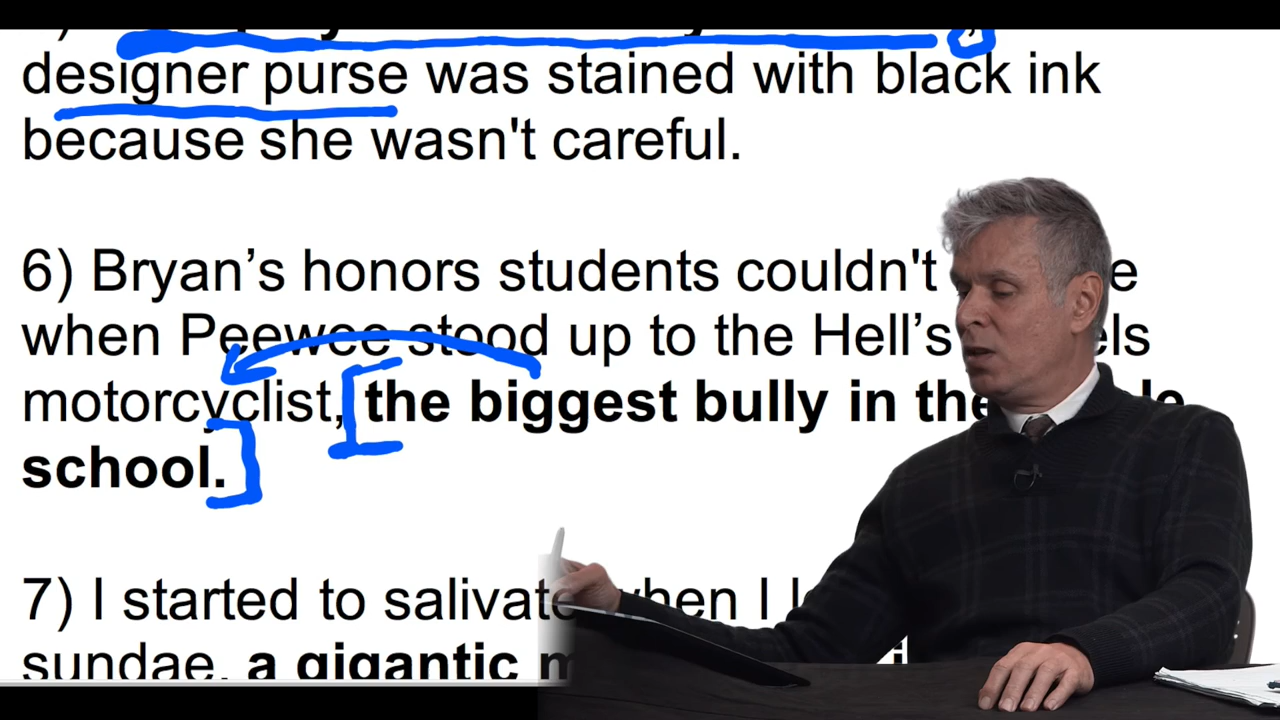 designer purse was stained with black ink
because she wasn't careful.
6) Bryan’s honors students couldn't
when Peewee stood up to the Hell’s
motorcyclist, the biggest bully in the
school.
7) I started to salivate when I
sundae, a gigantic